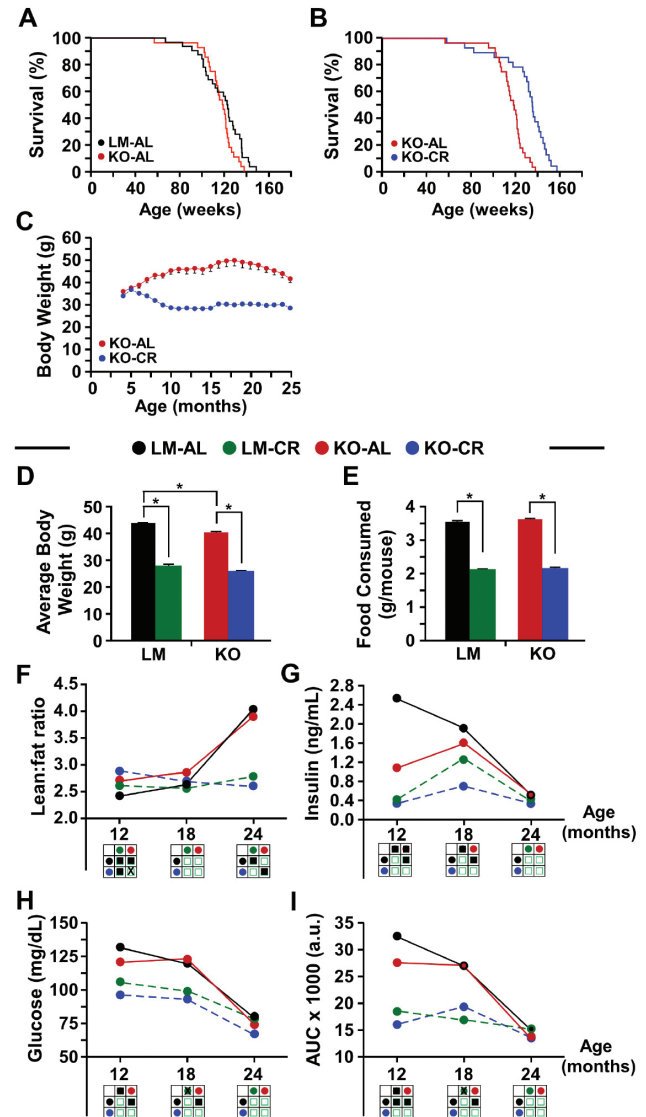 A
Survival (%)
100
80
60
40
20
0
LM-AL
KO-AL
0 40 80 120 160
Age (weeks)
B
Survival (%)
100
80
60
40
20
0
KO-AL
KO-CR
0 40 80 120 160
Age (weeks)
C
Body Weight (g)
60
50
40
30
20
10
0
KO-AL
KO-CR
0 5 10 15 20 25
Age (months)
LM-AL LM-CR KO-AL KO-CR
D
Average Body
Weight (g)
50
40
30
20
10
0
* * *
LM KO
E
Food Consumed
(g/mouse)
4
3
2
1
0
* *
LM KO
F
Lean:fat ratio
4.5
4.0
3.5
3.0
2.5
2.0
12 18 24
X
G
Insulin (ng/mL)
2.8
2.4
2.0
1.6
1.2
0.8
0.4
0
12 18 24
Age
(months)
H
Glucose (mg/dL)
150
125
100
75
50
12 18 24
X
I
AUC x 1000 (a.u.)
35
30
25
20
15
10
12 18 24
Age
(months)
X